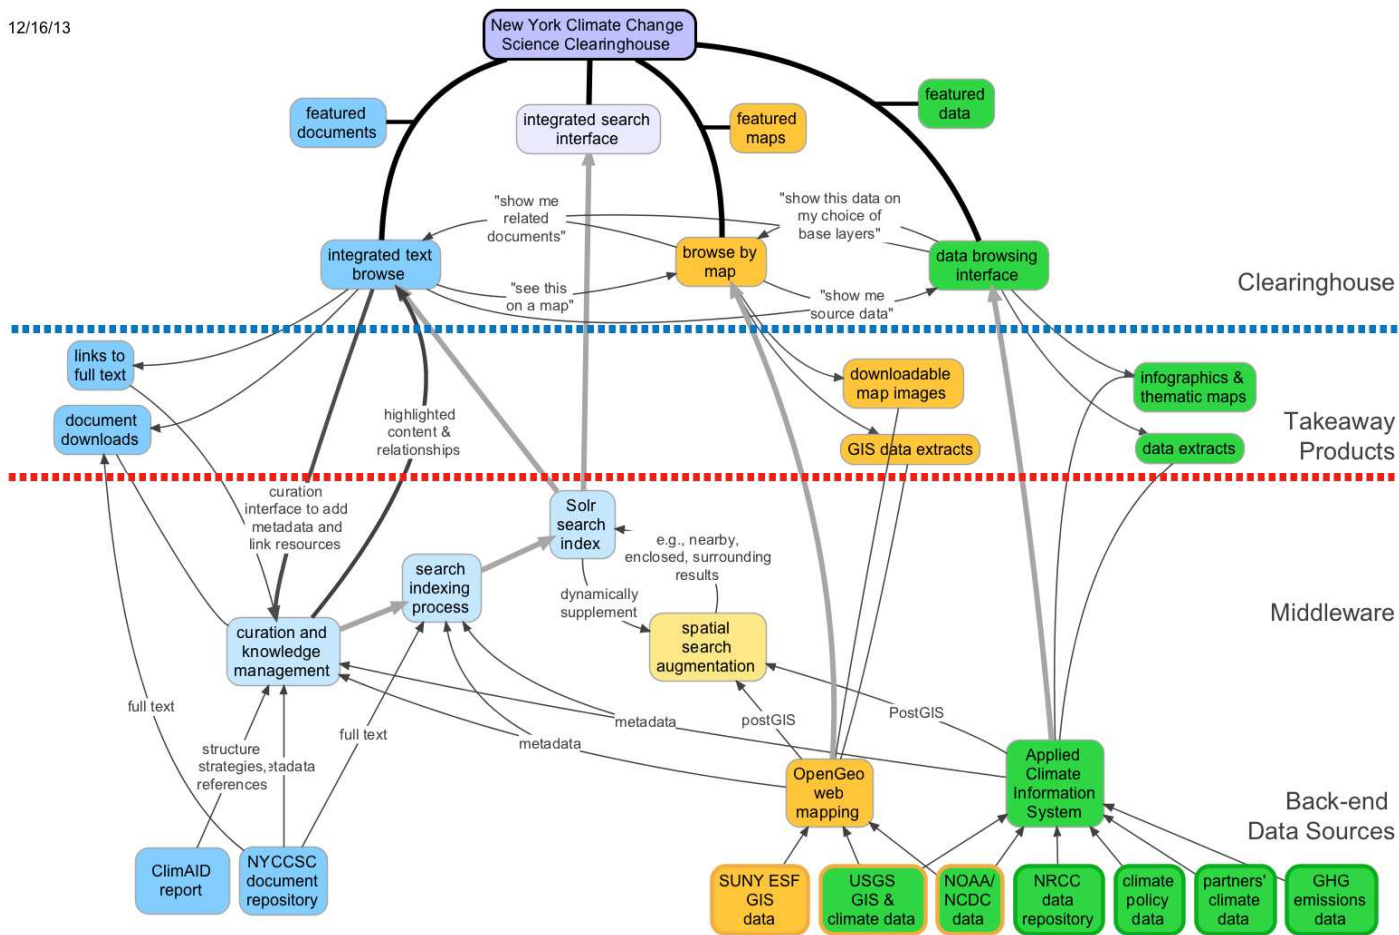 12/16/13
New York Climate Change
Science Clearinghouse
featured
documents
integrated search
interface
featured
maps
featured
data
"show me
related
documents"
"show this data on
my choice of
base layers"
integrated text
browse
browse by
map
data browsing
interface
"see this
on a map"
"show me
source data"
Clearinghouse
links to
full text
downloadable
map images
infographics &
thematic maps
document
downloads
highlighted
content &
relationships
GIS data extracts
data extracts
Takeaway
Products
curation
interface to add
metadata and
link resources
Solr
search
index
e.g., nearby,
enclosed, surrounding
results
search
indexing
process
dynamically
supplement
curation and
knowledge
management
spatial
search
augmentation
Middleware
full text
full text
metadata
metadata
postGIS
PostGIS
structure
strategies,
references
etadata
OpenGeo
web
mapping
Applied
Climate
Information
System
Back-end
Data Sources
ClimAID
report
NYCCSC
document
repository
SUNY ESF
GIS
data
USGS
GIS &
climate data
NOAA/
NCDC
data
NRCC
data
repository
climate
policy
data
partners'
climate
data
GHG
emissions
data